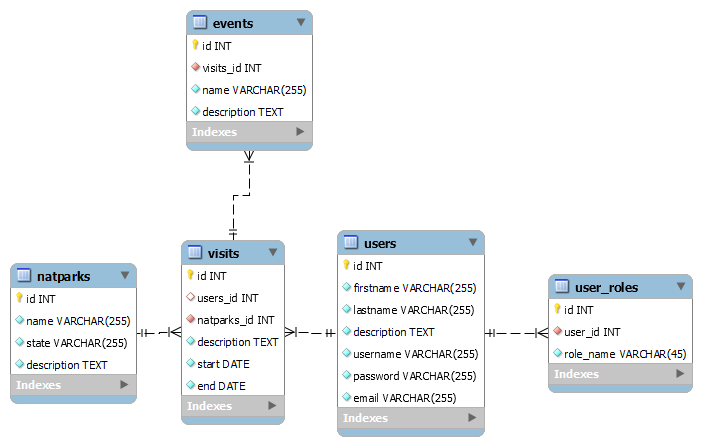 events
id INT
visits_id INT
name VARCHAR(255)
description TEXT
Indexes
natparks
id INT
name VARCHAR(255)
state VARCHAR(255)
description TEXT
Indexes
visits
id INT
users_id INT
natparks_id INT
description TEXT
start DATE
end DATE
Indexes
users
id INT
firstname VARCHAR(255)
lastname VARCHAR(255)
description TEXT
username VARCHAR(255)
password VARCHAR(255)
email VARCHAR(255)
Indexes
user_roles
id INT
user_id INT
role_name VARCHAR(45)
Indexes